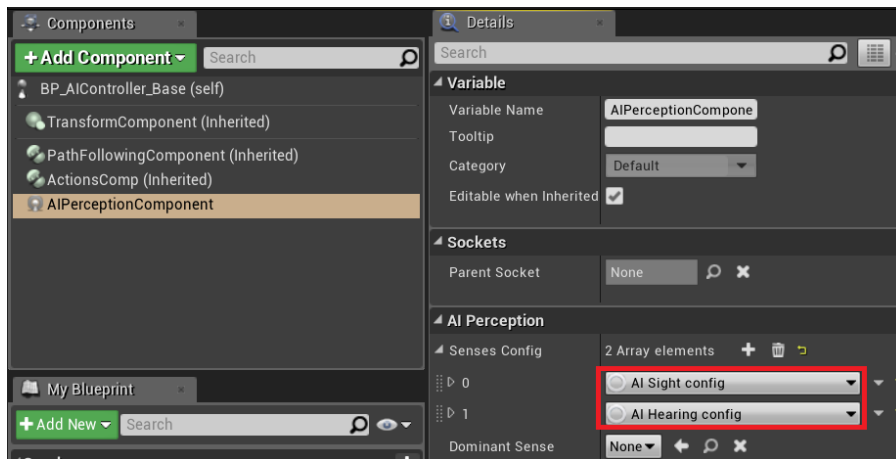 Components
+Add Component
Search
BP_AIController_Base (self)
TransformComponent (Inherited)
PathFollowingComponent (Inherited)
ActionsComp (Inherited)
AIPerceptionComponent
My Blueprint
+Add New
Search
Details
Search
Variable
Variable Name AIPerceptionCompone
Tooltip
Category Default
Editable when Inherited
Sockets
Parent Socket None
AI Perception
Senses Config 2 Array elements
0 AI Sight config
1 AI Hearing config
Dominant Sense None